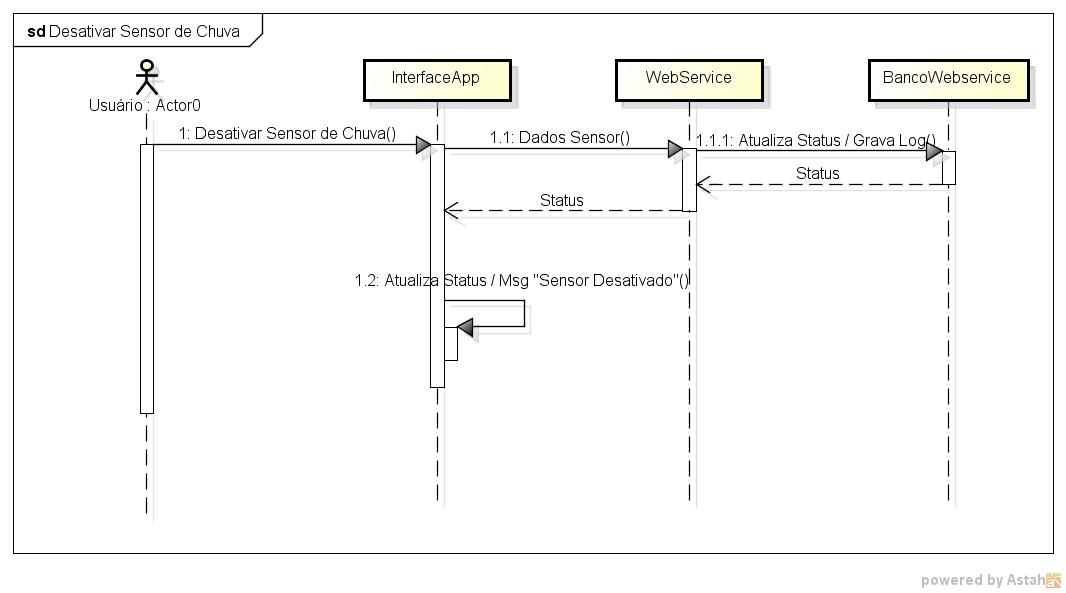 sd Desativar Sensor de Chuva
Usuário : Actor0
InterfaceApp
WebService
BancoWebservice
1: Desativar Sensor de Chuva()
1.1: Dados Sensor()
1.1.1: Atualiza Status / Grava Log()
Status
Status
1.2: Atualiza Status / Msg "Sensor Desativado"()
powered by Astah